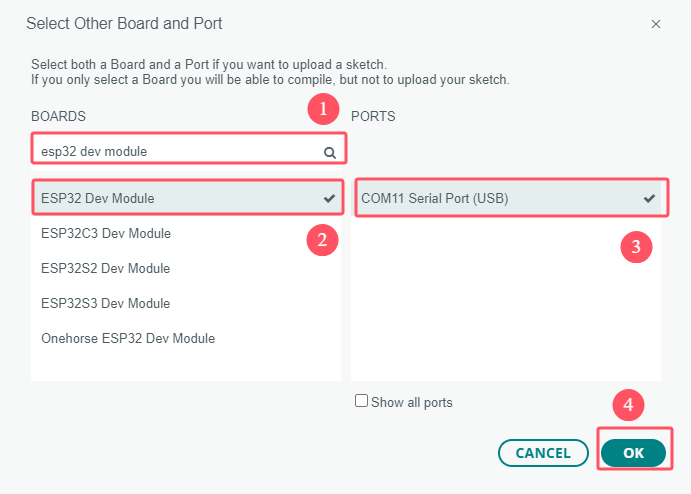 Select Other Board and Port
Select both a Board and a Port if you want to upload a sketch.
If you only select a Board you will be able to compile, but not to upload your sketch.
1
BOARDS
PORTS
esp32 dev module
ESP32 Dev Module
COM11 Serial Port (USB)
2
3
ESP32C3 Dev Module
ESP32S2 Dev Module
ESP32S3 Dev Module
Onehorse ESP32 Dev Module
Show all ports
4
CANCEL
OK